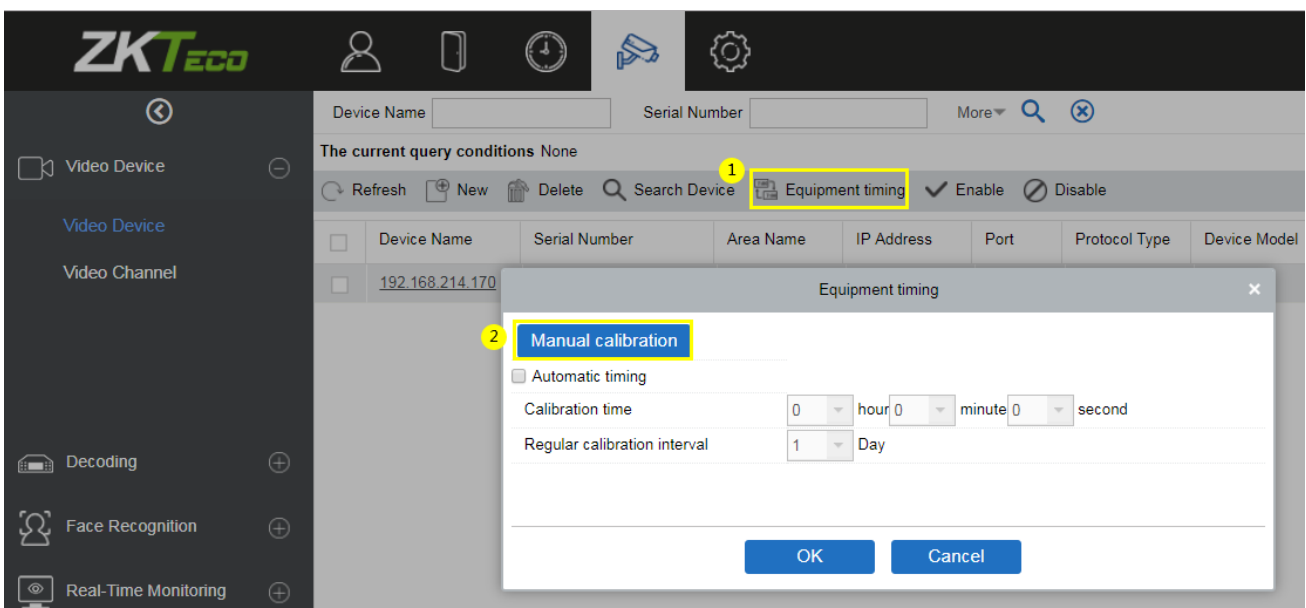 ZKTECO
Device Name Serial Number More
The current query conditions None
Refresh New Delete Search Device 1 Equipment timing Enable Disable
Video Device
Video Device
Video Channel
Decoding
Face Recognition
Real-Time Monitoring
Device Name Serial Number Area Name IP Address Port Protocol Type Device Model
192.168.214.170
Equipment timing
2 Manual calibration
Automatic timing
Calibration time 0 hour 0 minute 0 second
Regular calibration interval 1 Day
OK Cancel